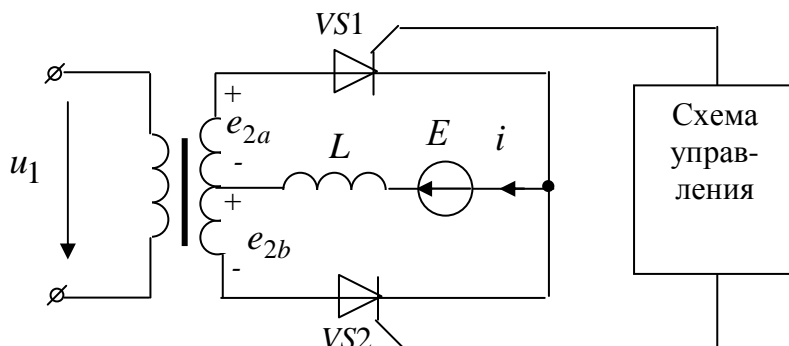 VS1
+
e2a
-
L
E
i
u1
+
e2b
-
VS2
Схема
управ-
ления